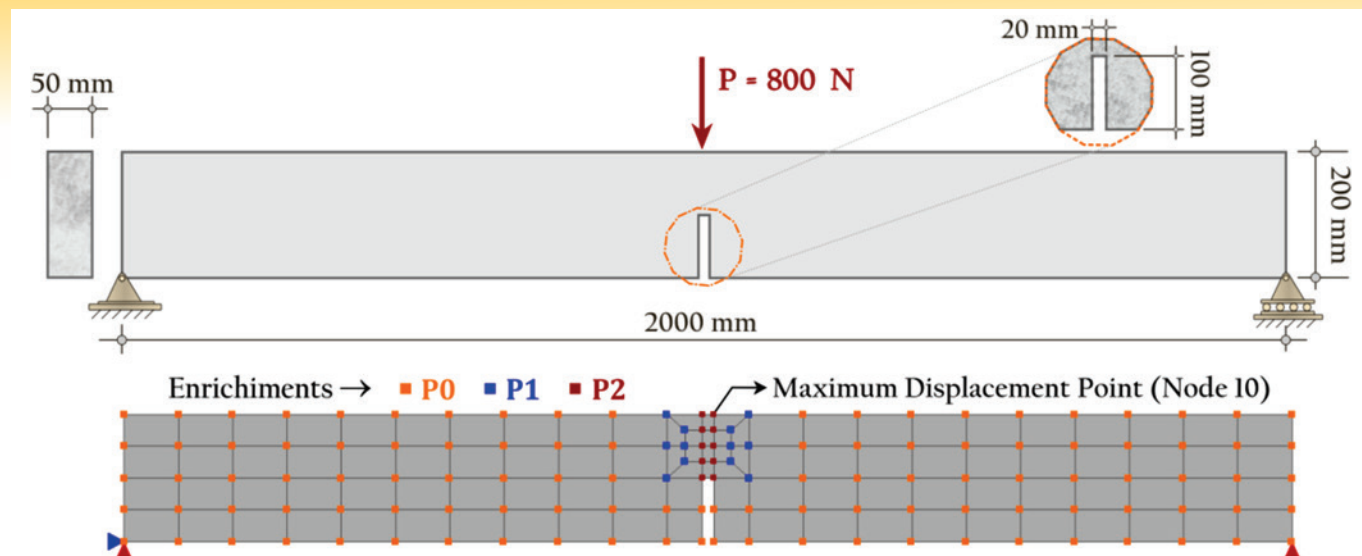 20 mm
100 mm
50 mm
P = 800 N
200 mm
2000 mm
Enrichiments → P0 P1 P2 Maximum Displacement Point (Node 10)